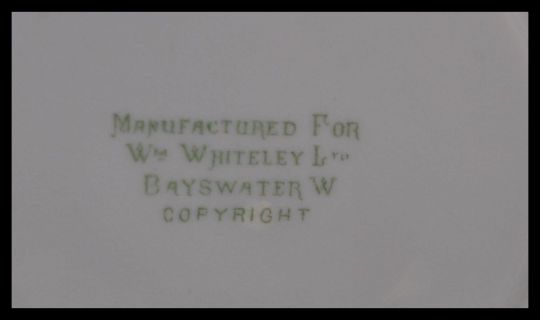 Manufactured For
Wm Whiteley Ltd
Bayswater W
COPYRIGHT